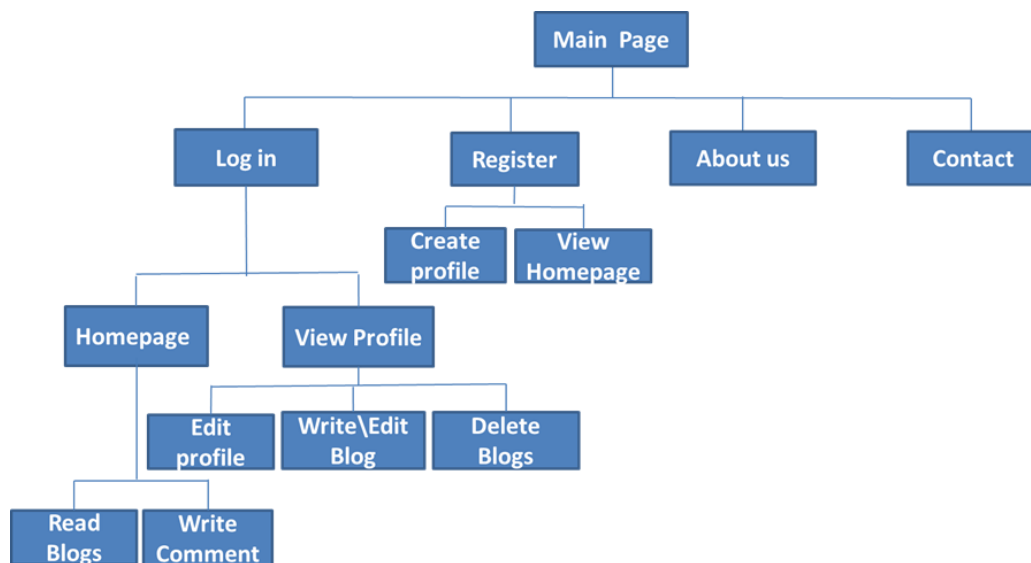 Main Page
Log in
Register
About us
Contact
Create
profile
View
Homepage
Homepage
View Profile
Edit
profile
Write\Edit
Blog
Delete
Blogs
Read
Blogs
Write
Comment